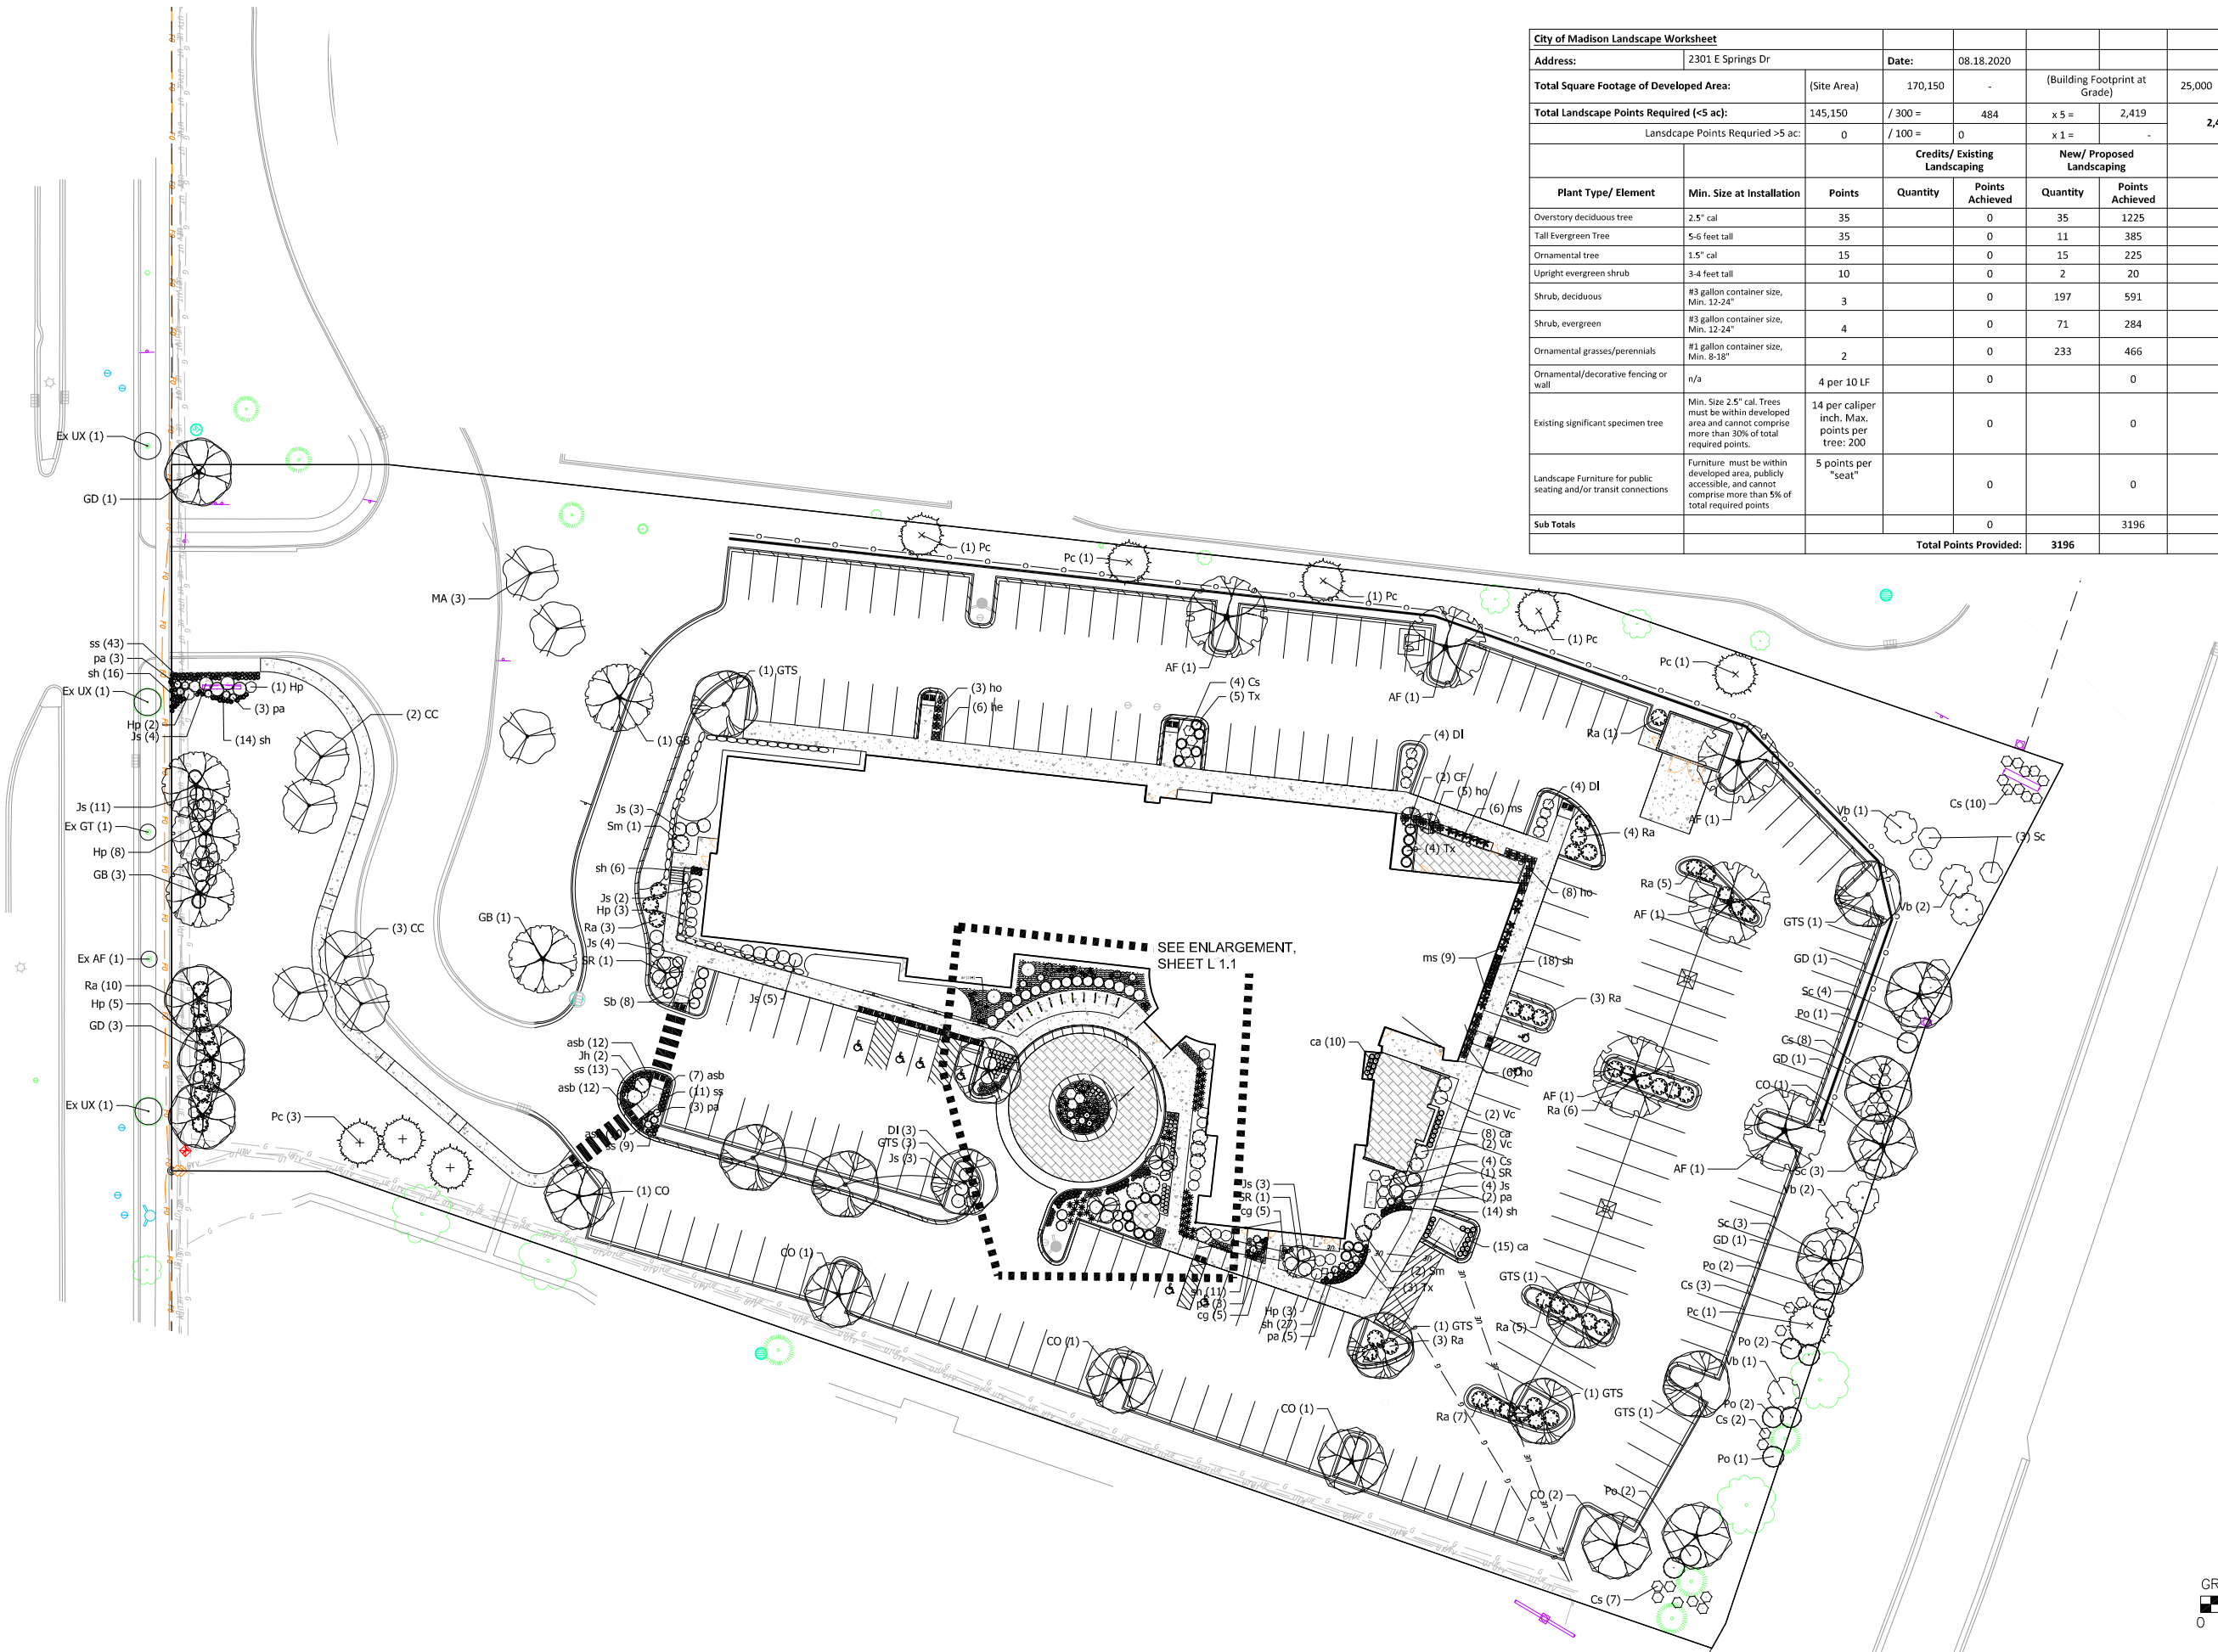 City of Madison Landscape Worksheet
Address: 2301 E Springs Dr Date: 08.18.2020
Total Square Footage of Developed Area: (Site Area) 170,150 - (Building Footprint at Grade) 25,000
Total Landscape Points Required (<5 ac): 145,150 / 300 = 484 x 5 = 2,419
Lansdcape Points Requried >5 ac: 0 / 100 = 0 x 1 = -
Credits/ Existing Landscaping New/ Proposed Landscaping
Plant Type/ Element Min. Size at Installation Points Quantity Points Achieved Quantity Points Achieved
Overstory deciduous tree 2.5" cal 35 0 35 1225
Tall Evergreen Tree 5-6 feet tall 35 0 11 385
Ornamental tree 1.5" cal 15 0 15 225
Upright evergreen shrub 3-4 feet tall 10 0 2 20
Shrub, deciduous #3 gallon container size, Min. 12-24" 3 0 197 591
Shrub, evergreen #3 gallon container size, Min. 12-24" 4 0 71 284
Ornamental grasses/perennials #1 gallon container size, Min. 8-18" 2 0 233 466
Ornamental/decorative fencing or wall n/a 4 per 10 LF 0 0
Existing significant specimen tree Min. Size 2.5" cal. Trees must be within developed area and cannot comprise more than 30% of total required points. 14 per caliper inch. Max. points per tree: 200 0 0
Landscape Furniture for public seating and/or transit connections Furniture must be within developed area, publicly accessible, and cannot comprise more than 5% of total required points 5 points per "seat" 0 0
Sub Totals 0 3196
Total Points Provided: 3196
Ex UX (1)
GD (1)
MA (3)
(1) Pc
Pc (1)
(1) Pc
(1) Pc
Pc (1)
AF (1)
AF (1)
ss (43)
pa (3)
sh (16)
Ex UX (1)
Hp (2)
Js (4)
(1) Hp
(3) pa
(14) sh
(2) CC
(1) GTS
(1) GB
(3) ho
(6) he
(4) Cs
(5) Tx
(4) DI
(2) CF
(5) ho
(6) ms
(4) Tx
(4) DI
(4) Ra
(8) ho
Ra (1)
AF (1)
Vb (1)
Cs (10)
(3) Sc
Vb (2)
Js (11)
Ex GT (1)
Hp (8)
GB (3)
Js (3)
Sm (1)
sh (6)
Js (2)
Hp (3)
Ra (3)
Js (4)
SR (1)
Sb (8)
Js (5)
GB (1)
(3) CC
Ex AF (1)
Ra (10)
Hp (5)
GD (3)
Ex UX (1)
Pc (3)
SEE ENLARGEMENT,
SHEET L 1.1
ms (9)
(18) sh
Ra (5)
AF (1)
GTS (1)
GD (1)
Sc (4)
Po (1)
Cs (8)
GD (1)
CO (1)
(3) Ra
ca (10)
(6) ho
AF (1)
Ra (6)
AF (1)
Sc (3)
Vb (2)
asb (12)
Jh (2)
ss (13)
asb (12)
(7) asb
(11) ss
(3) pa
ss (9)
DI (3)
GTS (3)
Js (3)
(1) CO
CO (1)
(2) Vc
(8) ca
(2) Vc
(4) Cs
(1) SR
(4) Js
(2) pa
(14) sh
(15) ca
Js (3)
SR (1)
cg (5)
(2) Sm
(3) Tx
sh (11)
pa (3)
cg (5)
Hp (3)
sh (27)
pa (5)
(1) GTS
(3) Ra
GTS (1)
Ra (5)
Sc (3)
GD (1)
Po (2)
Cs (3)
Pc (1)
Po (2)
Vb (1)
Po (2)
Cs (2)
Po (1)
GTS (1)
(1) GTS
Ra (7)
CO (1)
CO (1)
CO (2)
Po (2)
Cs (7)
0